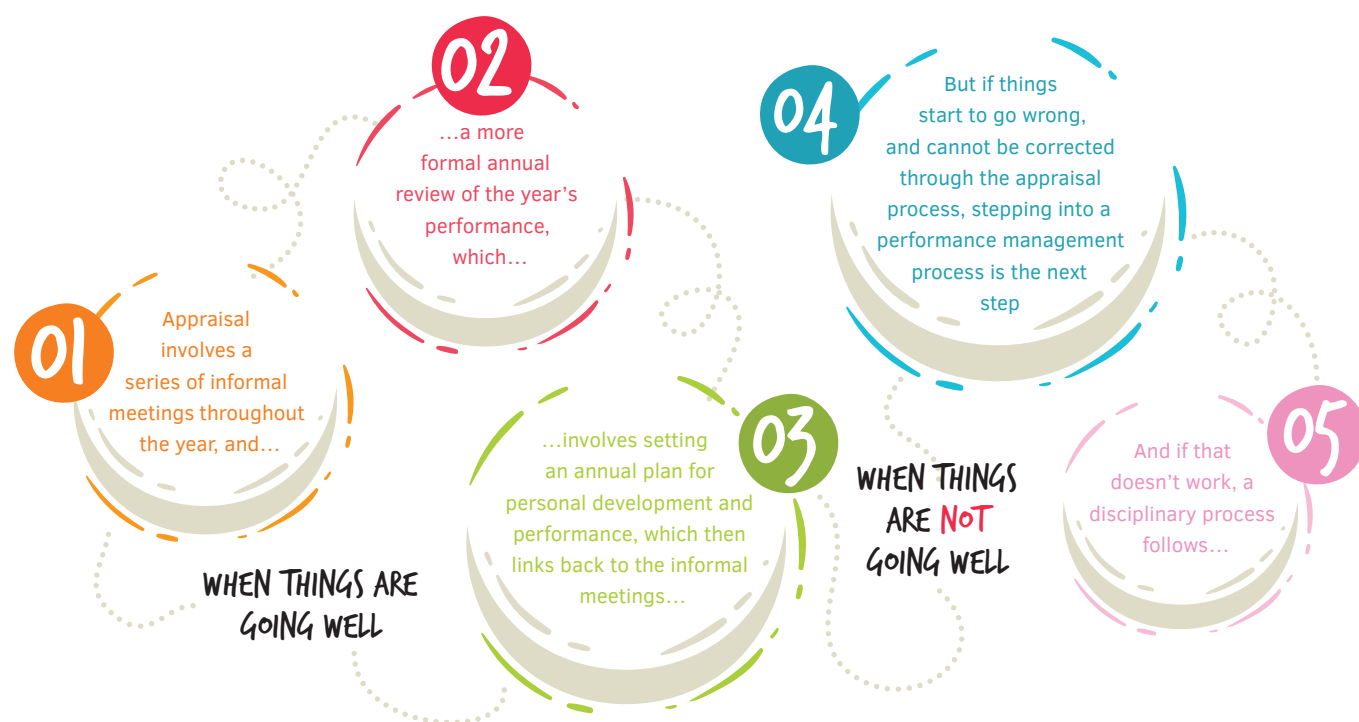 01
Appraisal
involves a
series of informal
meetings throughout
the year, and…
02
…a more
formal annual
review of the year’s
performance,
which…
03
…involves setting
an annual plan for
personal development and
performance, which then
links back to the informal
meetings…
WHEN THINGS ARE
GOING WELL
04
But if things
start to go wrong,
and cannot be corrected
through the appraisal
process, stepping into a
performance management
process is the next
step
05
And if that
doesn’t work, a
disciplinary process
follows…
WHEN THINGS
ARE NOT
GOING WELL